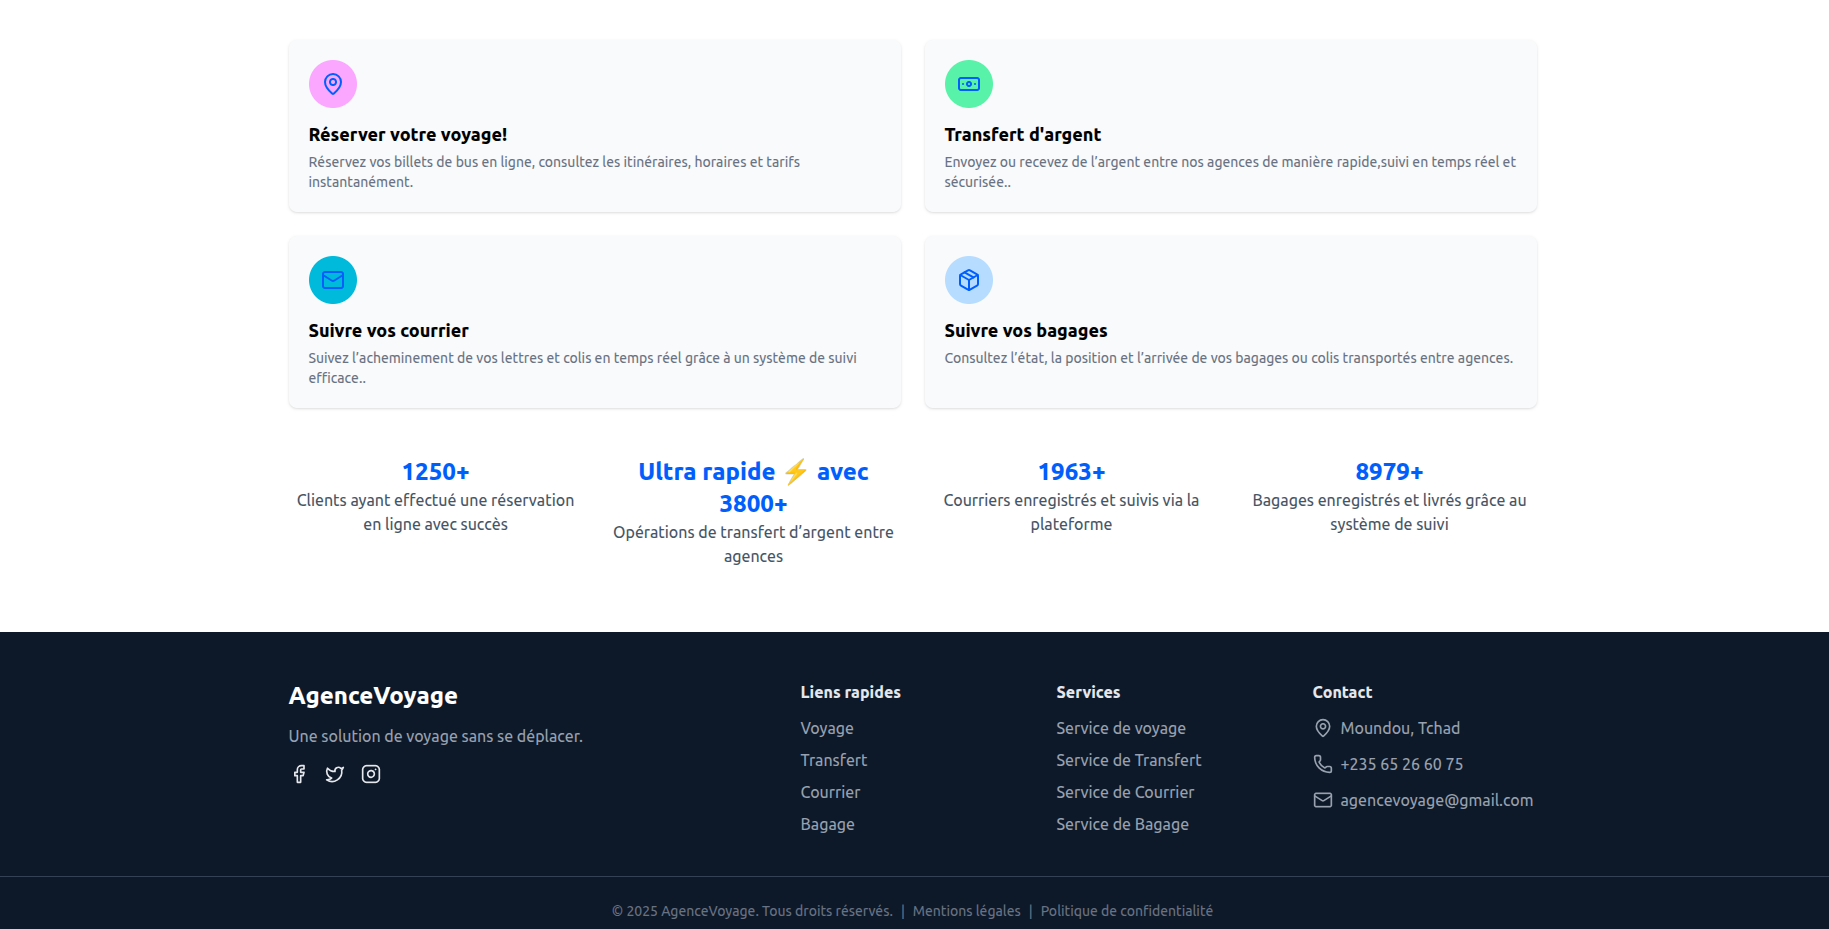 Réserver votre voyage!
Réservez vos billets de bus en ligne, consultez les itinéraires, horaires et tarifs
instantanément.
Transfert d'argent
Envoyez ou recevez de l’argent entre nos agences de manière rapide,suivi en temps réel et
sécurisée..
Suivre vos courrier
Suivez l’acheminement de vos lettres et colis en temps réel grâce à un système de suivi
efficace..
Suivre vos bagages
Consultez l’état, la position et l’arrivée de vos bagages ou colis transportés entre agences.
1250+
Clients ayant effectué une réservation
en ligne avec succès
Ultra rapide ⚡ avec
3800+
Opérations de transfert d’argent entre
agences
1963+
Courriers enregistrés et suivis via la
plateforme
8979+
Bagages enregistrés et livrés grâce au
système de suivi
AgenceVoyage
Une solution de voyage sans se déplacer.
Liens rapides
Voyage
Transfert
Courrier
Bagage
Services
Service de voyage
Service de Transfert
Service de Courrier
Service de Bagage
Contact
Moundou, Tchad
+235 65 26 60 75
agencevoyage@gmail.com
© 2025 AgenceVoyage. Tous droits réservés. | Mentions légales | Politique de confidentialité